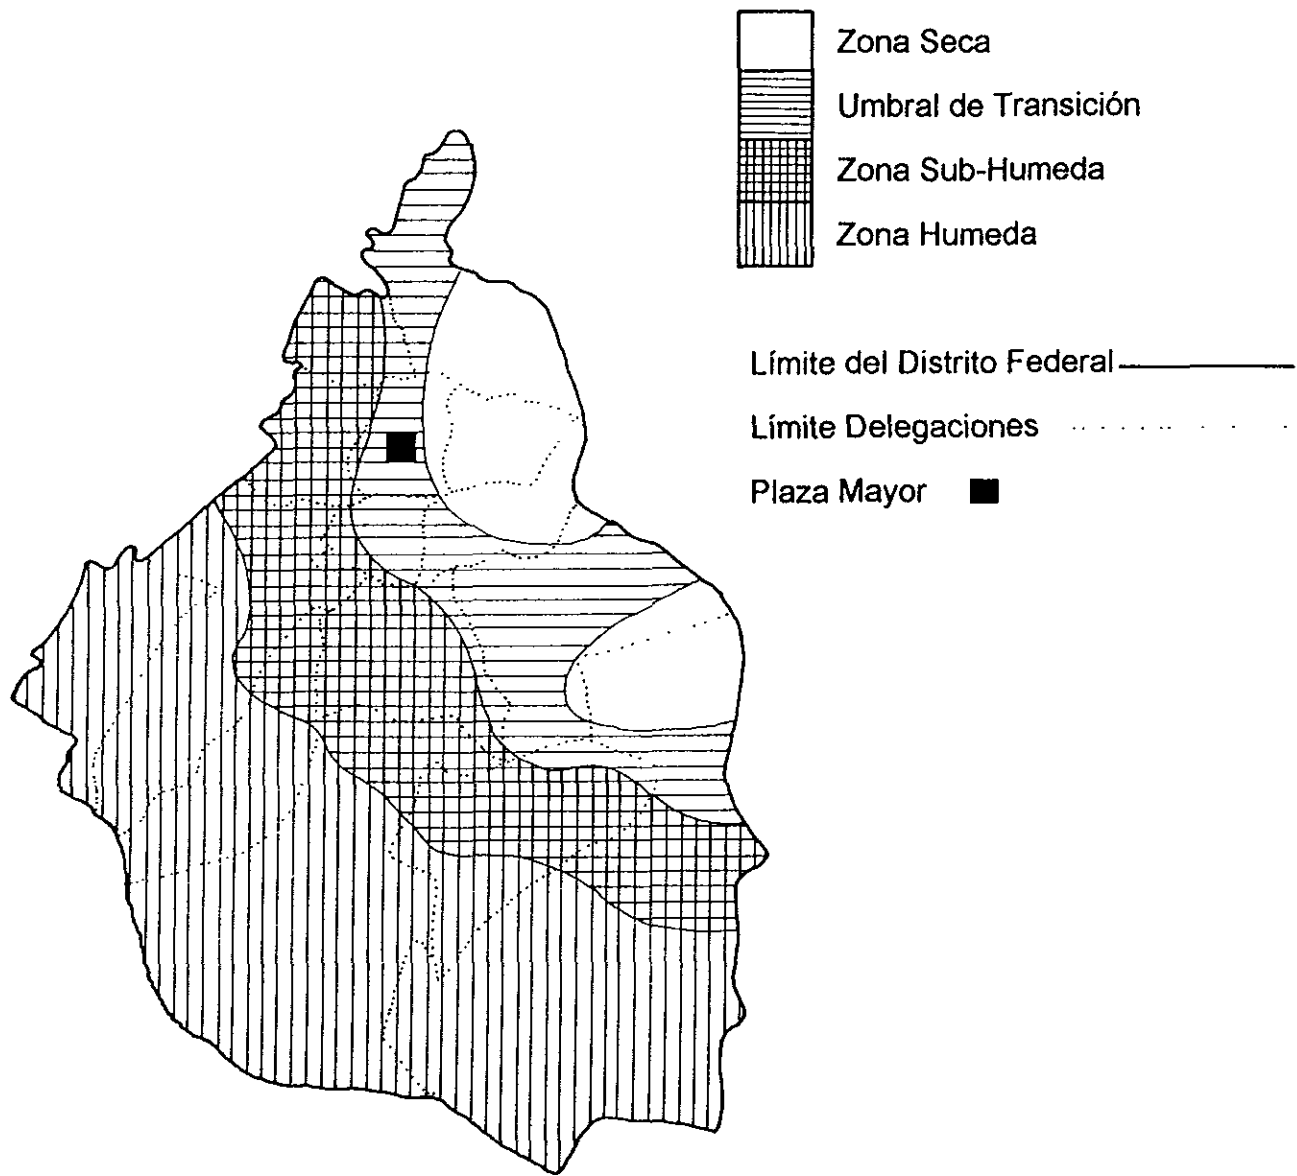 Zona Seca
Umbral de Transición
Zona Sub-Humeda
Zona Humeda
Límite del Distrito Federal
Límite Delegaciones
Plaza Mayor